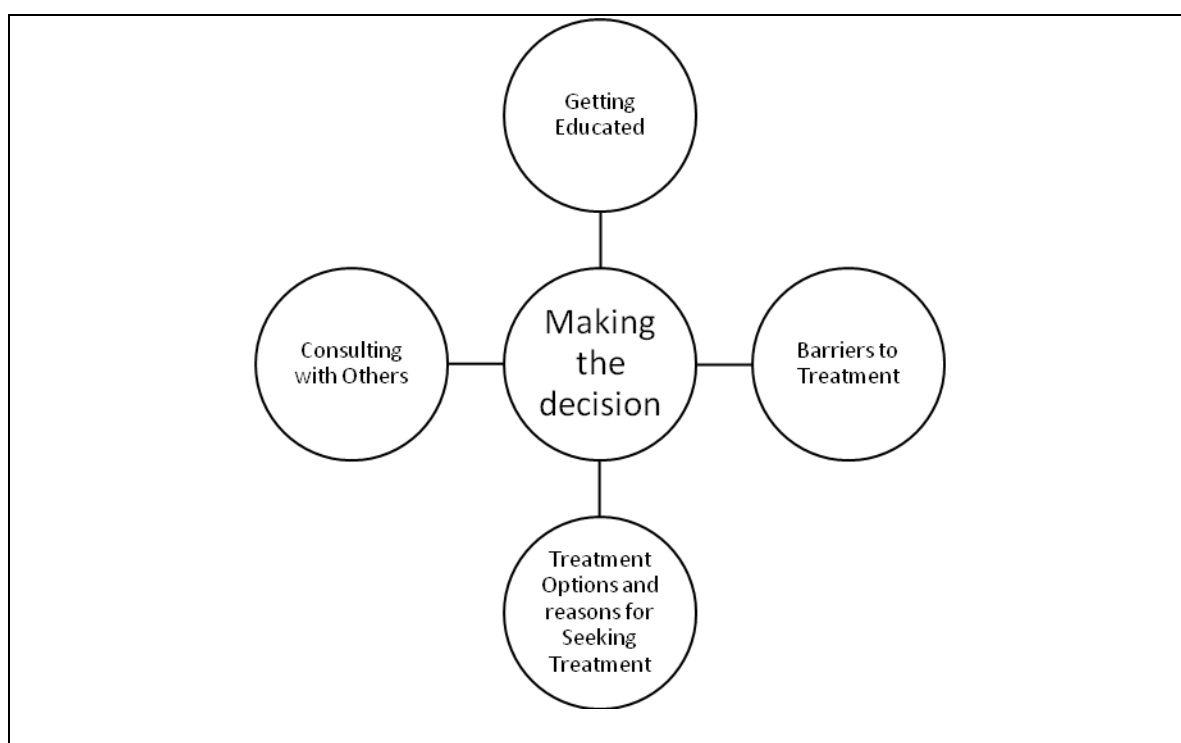 Getting
Educated
Consulting
with Others
Making
the
decision
Barriers to
Treatment
Treatment
Options and
reasons for
Seeking
Treatment